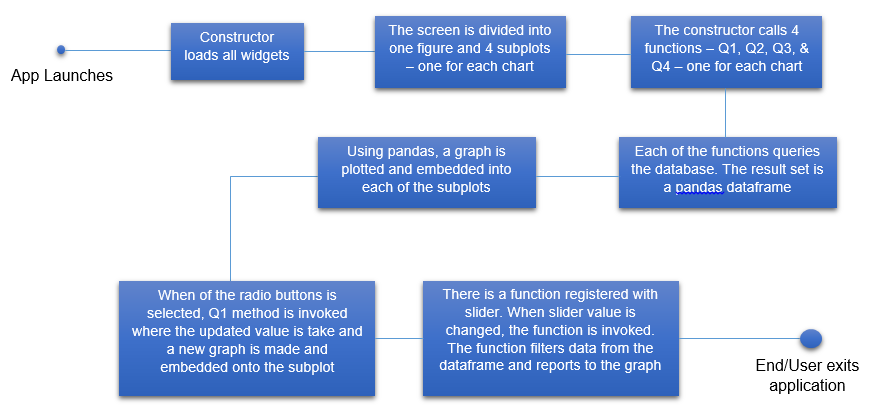 App Launches
Constructor
loads all widgets
The screen is divided into
one figure and 4 subplots
– one for each chart
The constructor calls 4
functions – Q1, Q2, Q3, &
Q4 – one for each chart
Each of the functions queries
the database. The result set is
a pandas dataframe
Using pandas, a graph is
plotted and embedded into
each of the subplots
When of the radio buttons is
selected, Q1 method is invoked
where the updated value is take and
a new graph is made and
embedded onto the subplot
There is a function registered with
slider. When slider value is
changed, the function is invoked.
The function filters data from the
dataframe and reports to the graph
End/User exits
application